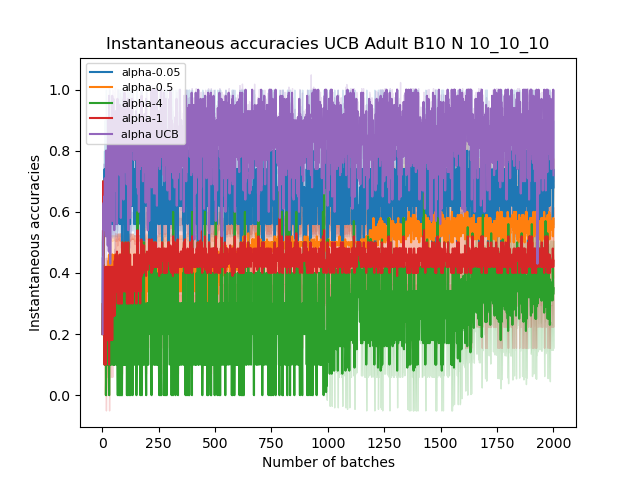 Instantaneous accuracies UCB Adult B10 N 10_10_10
alpha-0.05
alpha-0.5
alpha-4
alpha-1
alpha UCB
Instantaneous accuracies
1.0
0.8
0.6
0.4
0.2
0.0
0 250 500 750 1000 1250 1500 1750 2000
Number of batches